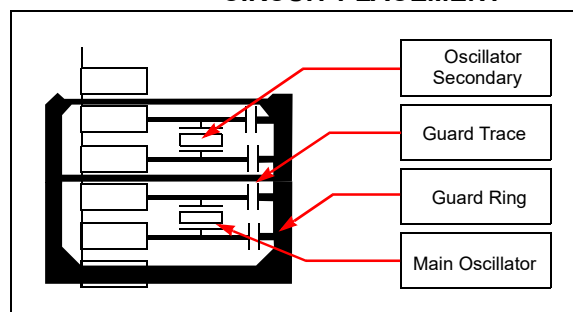 Oscillator
Secondary
Guard Trace
Guard Ring
Main Oscillator